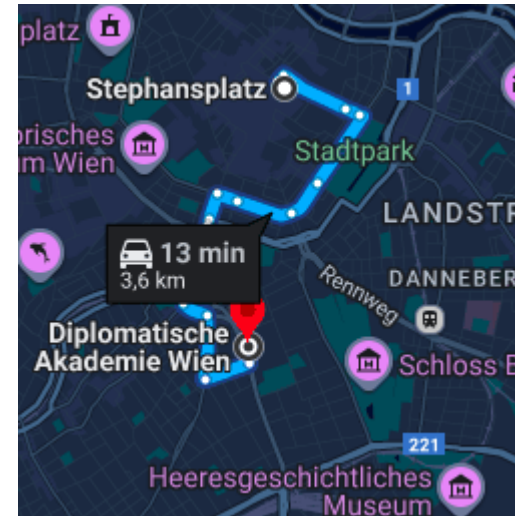 platz
Stephansplatz
1
orisches
m Wien
Stadtpark
LANDSTR
13 min
3,6 km
Rennweg
DANNEBER
Diplomatische
Akademie Wien
Schloss B
221
Heeresgeschichtliches
Museum